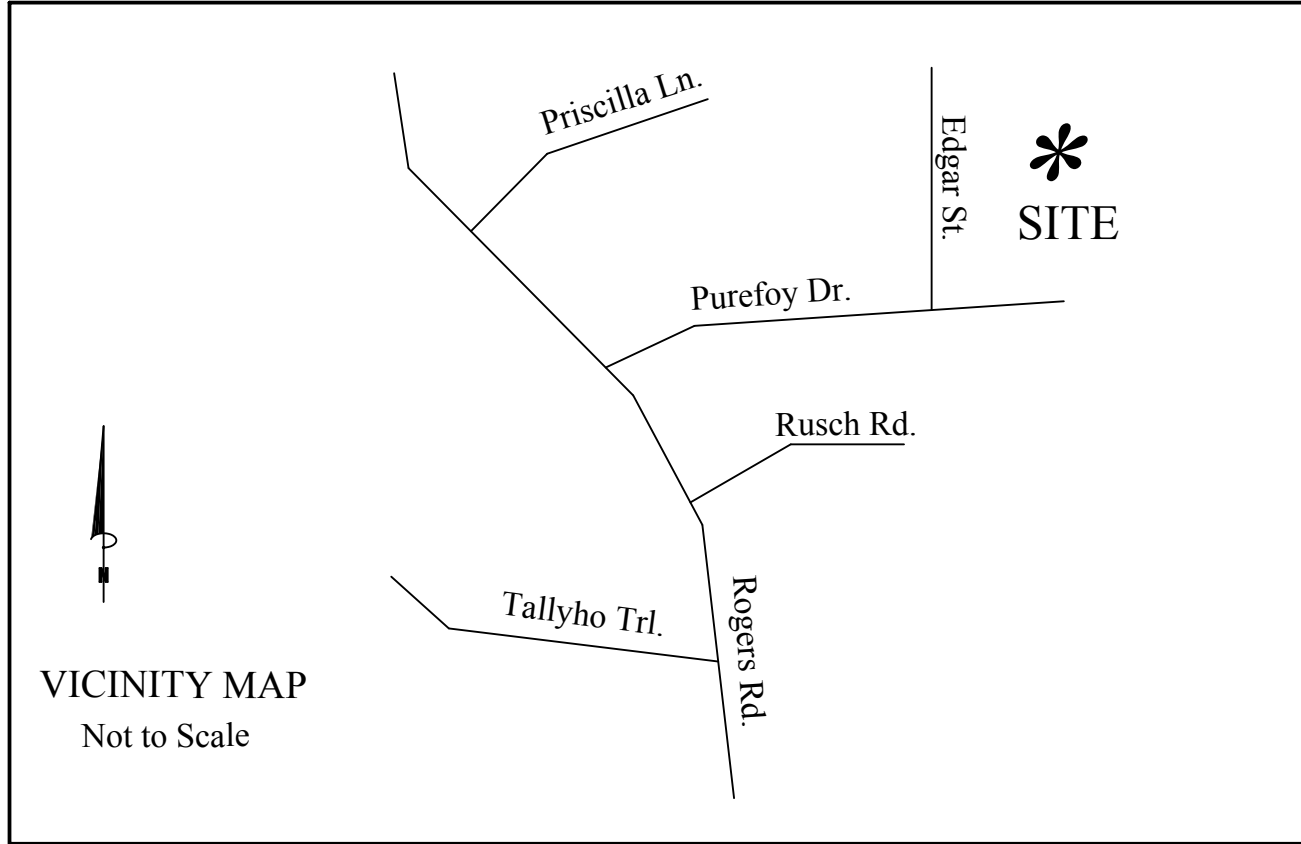 Priscilla Ln.
Edgar St.
SITE
Purefoy Dr.
Rusch Rd.
Tallyho Trl.
Rogers Rd.
N
VICINITY MAP
Not to Scale